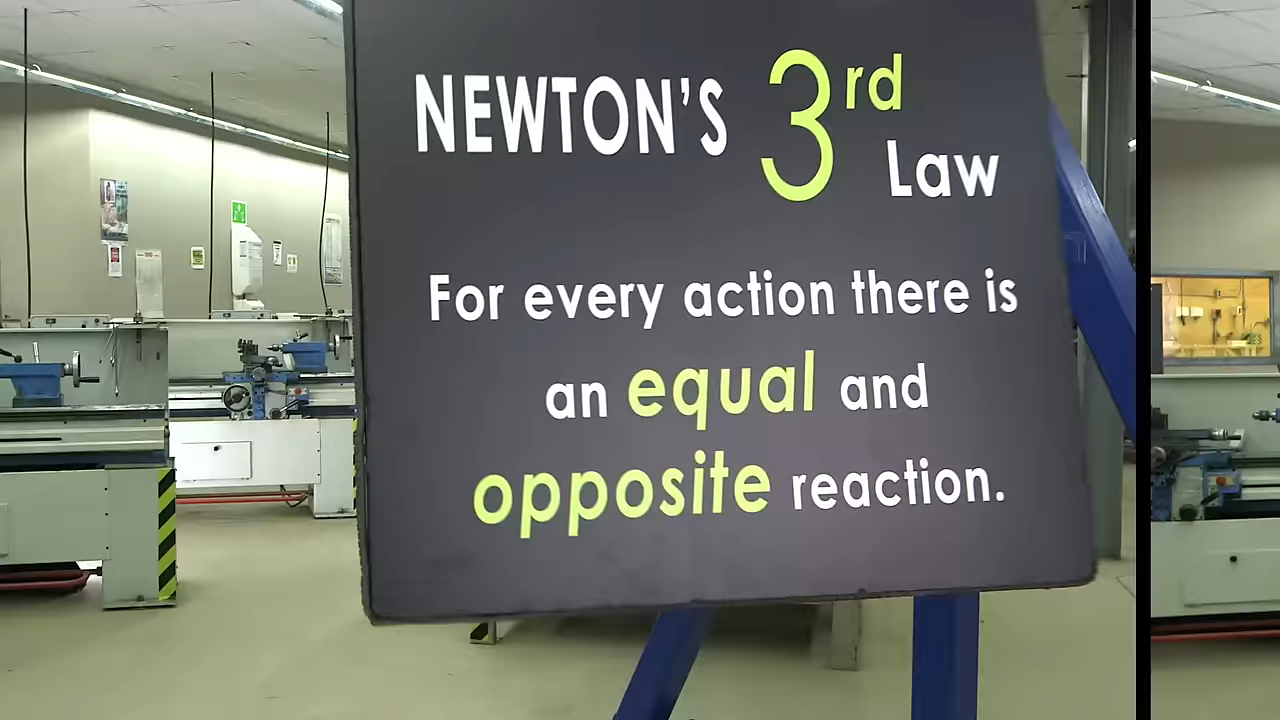 NEWTON'S 3rd Law
For every action there is
an equal and
opposite reaction.